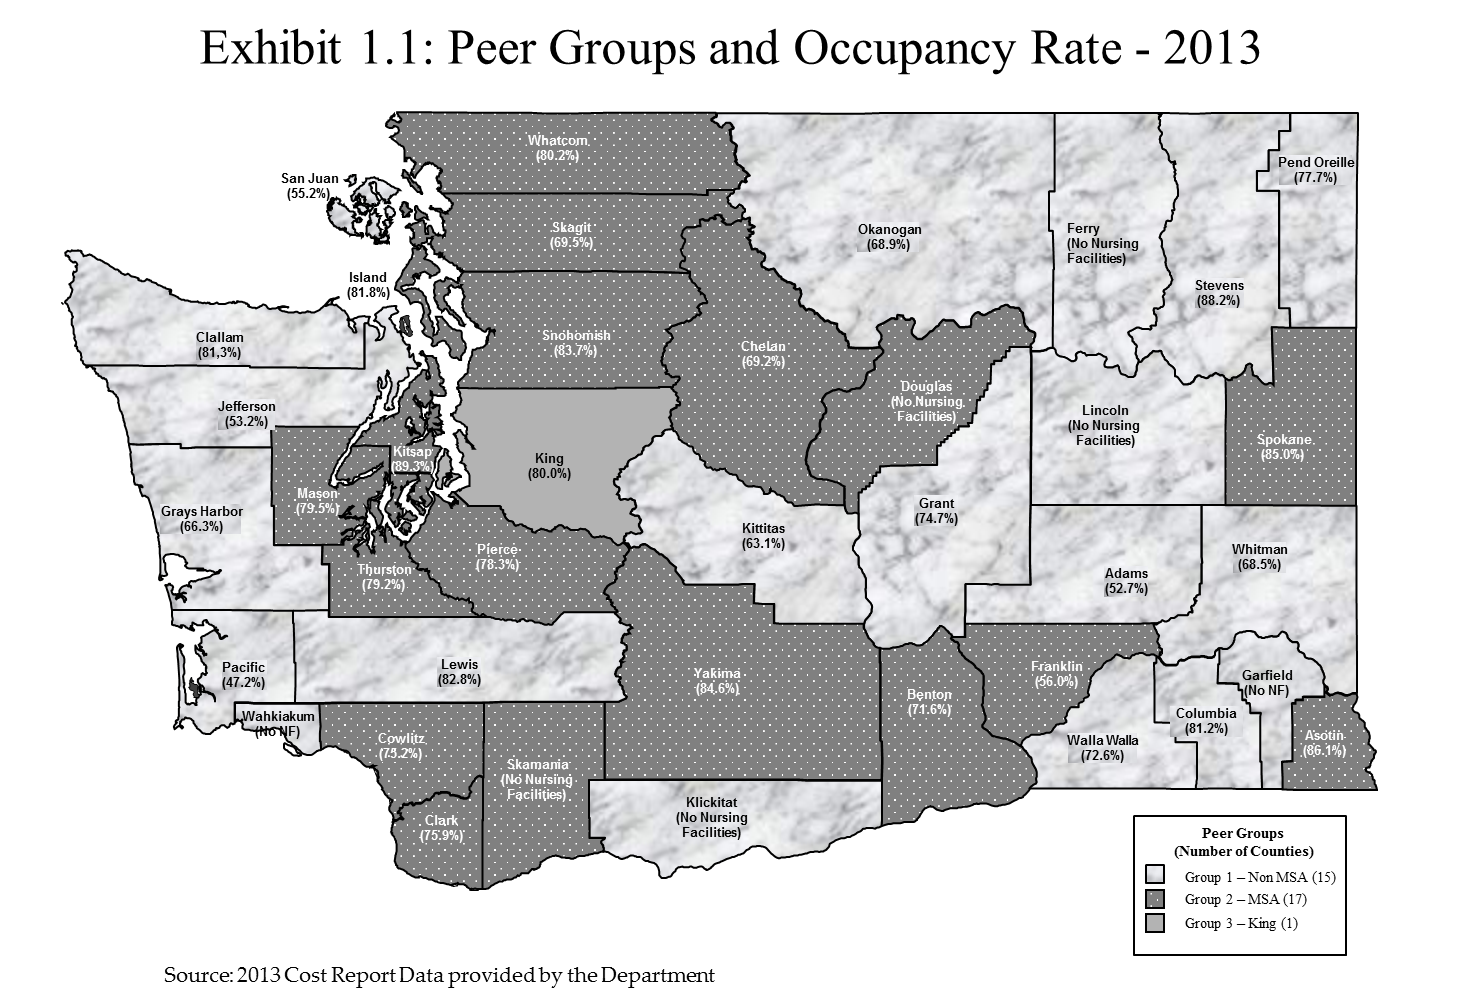 Exhibit 1.1: Peer Groups and Occupancy Rate - 2013
Whatcom
(80.2%)
San Juan
(55.2%)
Skagit
(69.5%)
Okanogan
(68.9%)
Ferry
(No Nursing
Facilities)
Stevens
(88.2%)
Pend Oreille
(77.7%)
Island
(81.8%)
Clallam
(81,3%)
Snohomish
(83.7%)
Chelan
(69.2%)
Douglas
(No Nursing
Facilities)
Lincoln
(No Nursing
Facilities)
Spokane
(85.0%)
Jefferson
(53.2%)
Kitsap
(89.3%)
King
(80.0%)
Mason
(79.5%)
Grays Harbor
(66.3%)
Grant
(74.7%)
Kittitas
(63.1%)
Pierce
(78.3%)
Thurston
(79.2%)
Adams
(52.7%)
Whitman
(68.5%)
Pacific
(47.2%)
Lewis
(82.8%)
Yakima
(84.6%)
Benton
(71.6%)
Franklin
(56.0%)
Garfield
(No NF)
Columbia
(81.2%)
Walla Walla
(72.6%)
Asotin
(86.1%)
Wahkiakum
(No NF)
Cowlitz
(75.2%)
Skamania
(No Nursing
Facilities)
Clark
(75.9%)
Klickitat
(No Nursing
Facilities)
Peer Groups
(Number of Counties)
Group 1 – Non MSA (15)
Group 2 – MSA (17)
Group 3 – King (1)
Source: 2013 Cost Report Data provided by the Department